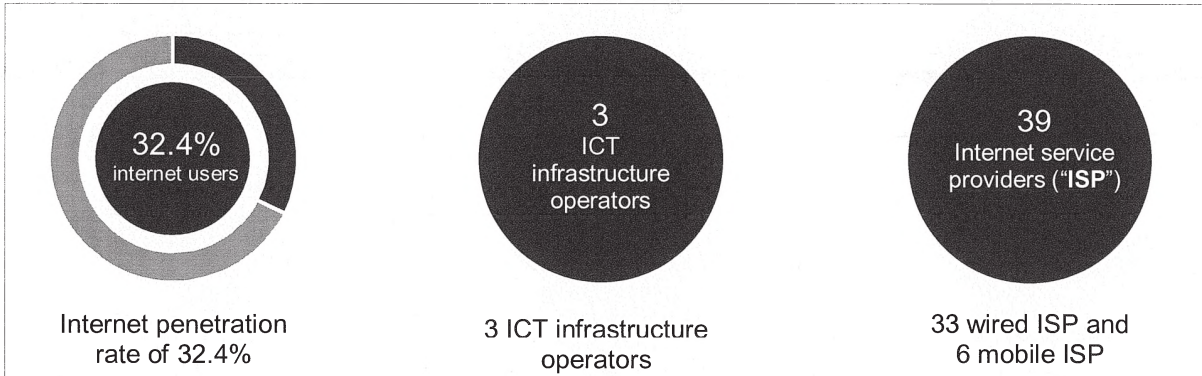 32.4%
internet users
Internet penetration
rate of 32.4%
3
ICT
infrastructure
operators
3 ICT infrastructure
operators
39
Internet service
providers (“ISP”)
33 wired ISP and
6 mobile ISP